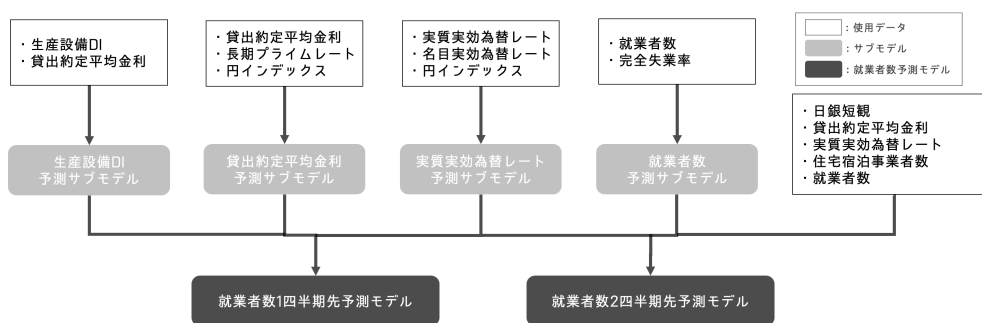 ・生産設備DI
・貸出約定平均金利
・貸出約定平均金利
・長期プライムレート
・円インデックス
・実質実効為替レート
・名目実効為替レート
・円インデックス
・就業者数
・完全失業率
：使用データ
：サブモデル
：就業者数予測モデル
・日銀短観
・貸出約定平均金利
・実質実効為替レート
・住宅宿泊事業者数
・就業者数
生産設備DI
予測サブモデル
貸出約定平均金利
予測サブモデル
実質実効為替レート
予測サブモデル
就業者数
予測サブモデル
就業者数1四半期先予測モデル
就業者数2四半期先予測モデル